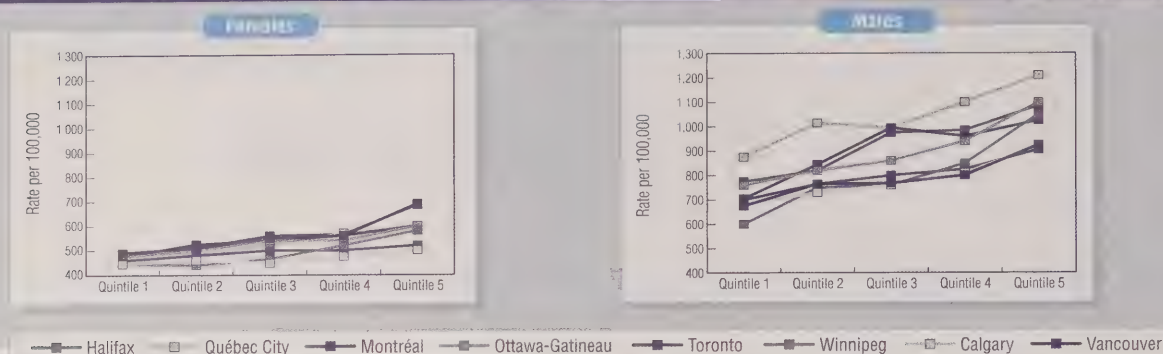 Females
1 300
1 200
1 100
1 000
900
800
700
600
500
400
Rate per 100,000
Quintile 1 Quintile 2 Quintile 3 Quintile 4 Quintile 5
Males
1,300
1,200
1,100
1,000
900
800
700
600
500
400
Rate per 100,000
Quintile 1 Quintile 2 Quintile 3 Quintile 4 Quintile 5
Halifax Québec City Montréal Ottawa-Gatineau Toronto Winnipeg Calgary Vancouver